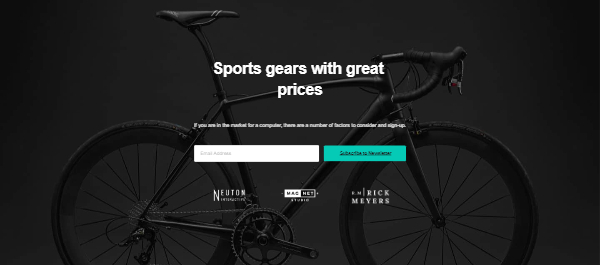 Sports gears with great
prices
If you are in the market for a computer, there are a number of factors to consider and sign-up.
Email Address
Subscribe to Newsletter
NEUTON
INTERACTIVE
MAG NET
STUDIO
EM RICK
MEYERS